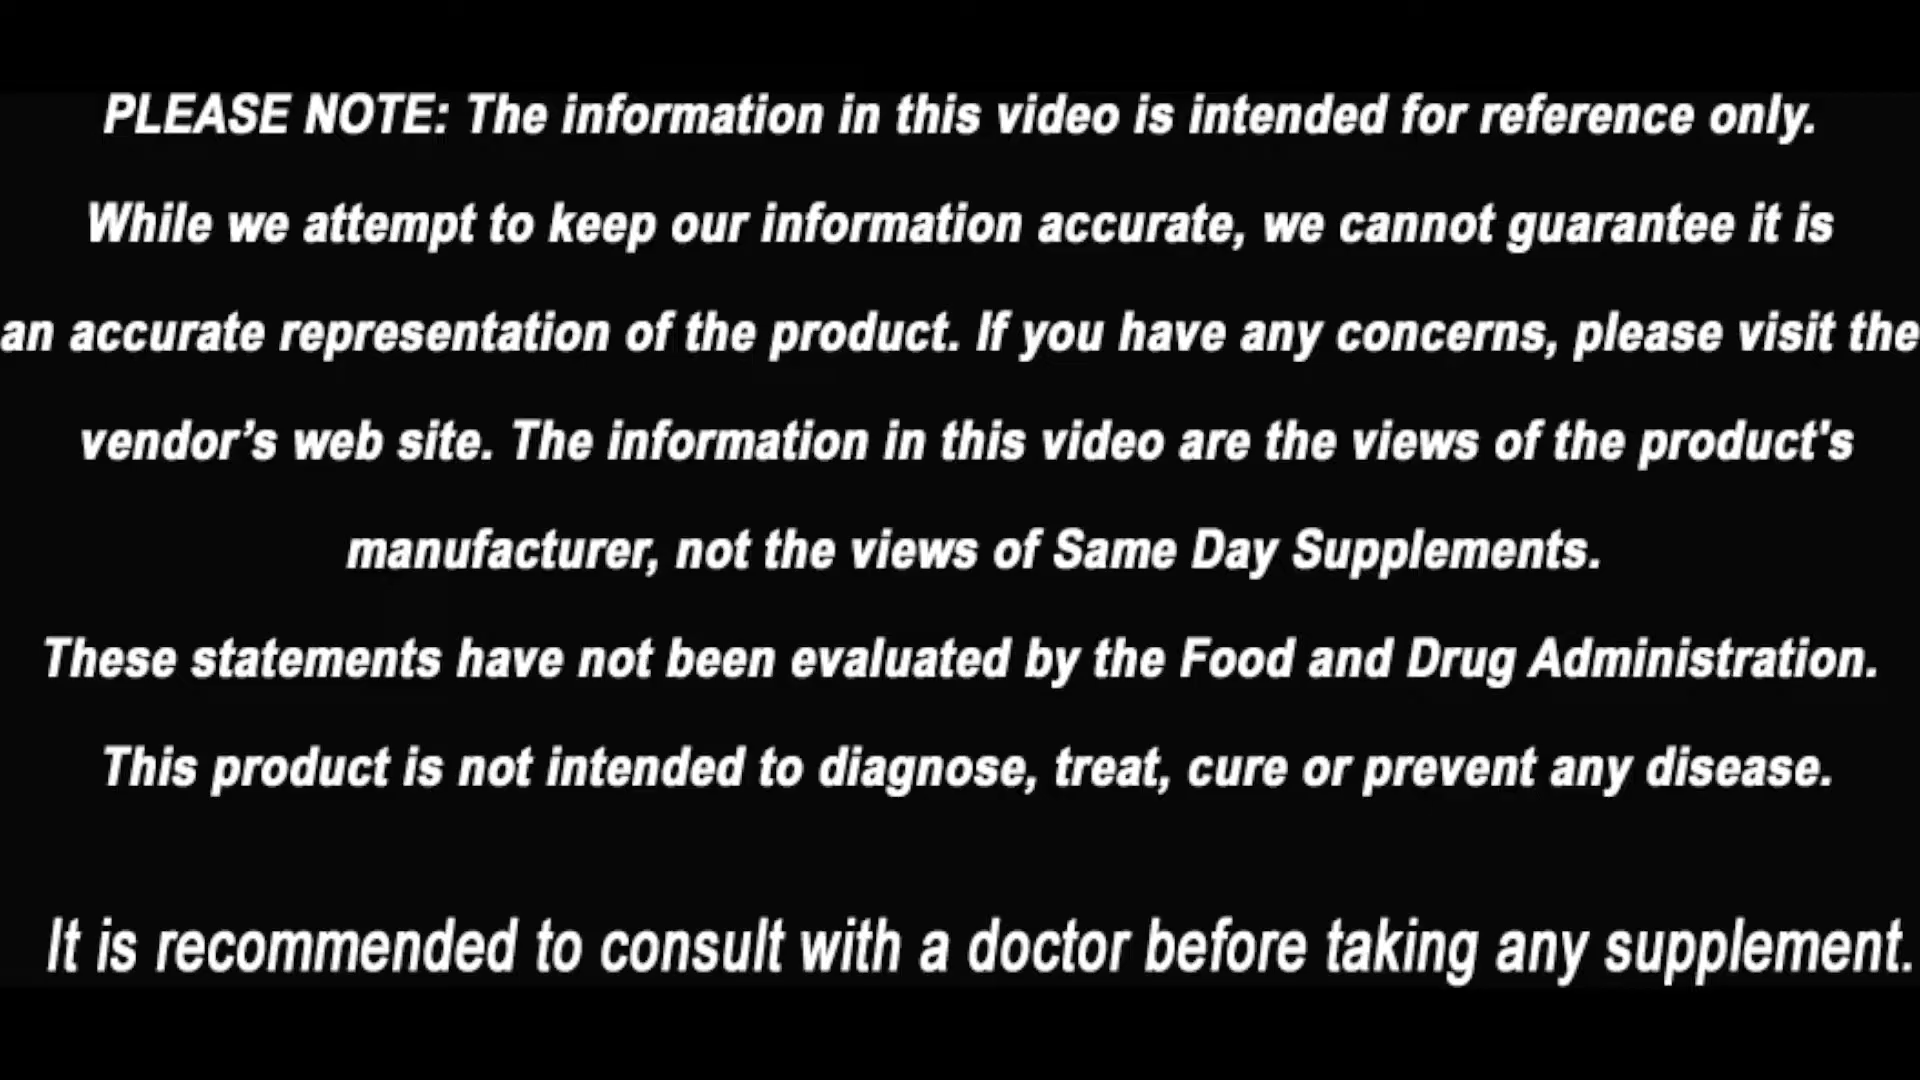 PLEASE NOTE: The information in this video is intended for reference only.
While we attempt to keep our information accurate, we cannot guarantee it is
an accurate representation of the product. If you have any concerns, please visit the
vendor’s web site. The information in this video are the views of the product's
manufacturer, not the views of Same Day Supplements.
These statements have not been evaluated by the Food and Drug Administration.
This product is not intended to diagnose, treat, cure or prevent any disease.
It is recommended to consult with a doctor before taking any supplement.